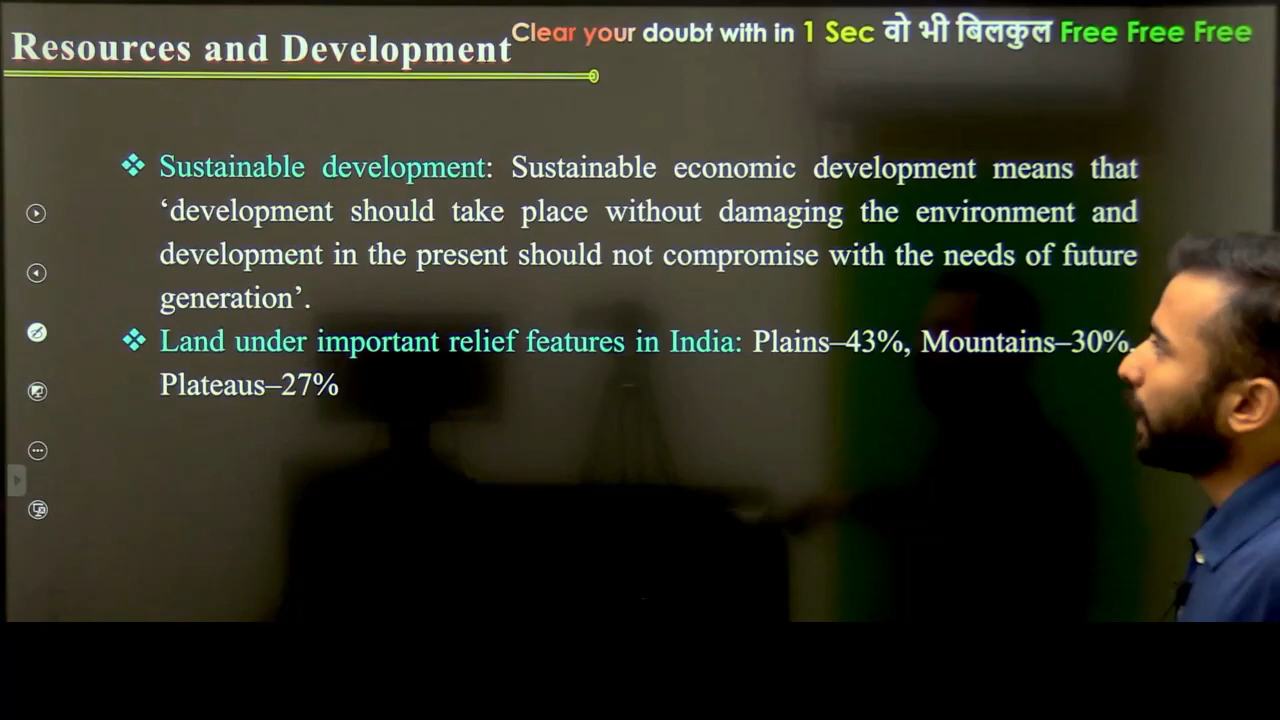 Resources and Development
Clear your doubt with in 1 Sec वो भी बिलकुल Free Free Free
❖ Sustainable development: Sustainable economic development means that
‘development should take place without damaging the environment and
development in the present should not compromise with the needs of future
generation’.
❖ Land under important relief features in India: Plains–43%, Mountains–30%,
Plateaus–27%